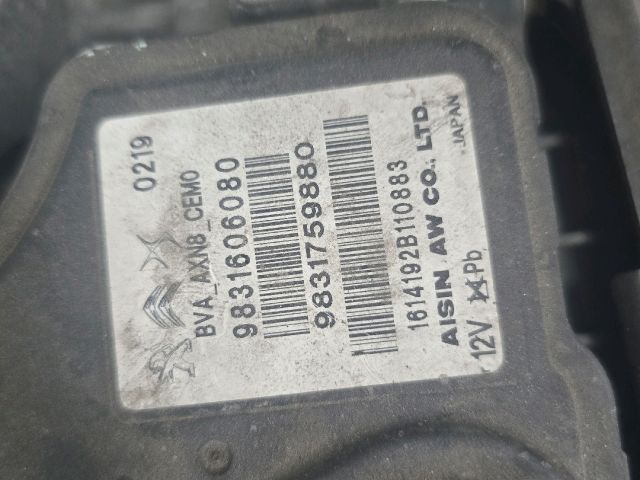 0219
BVA_AXN8_CEMO
9831606080
9831759880
1614192B110883
AISIN AW CO., LTD.
JAPAN
12V Pb